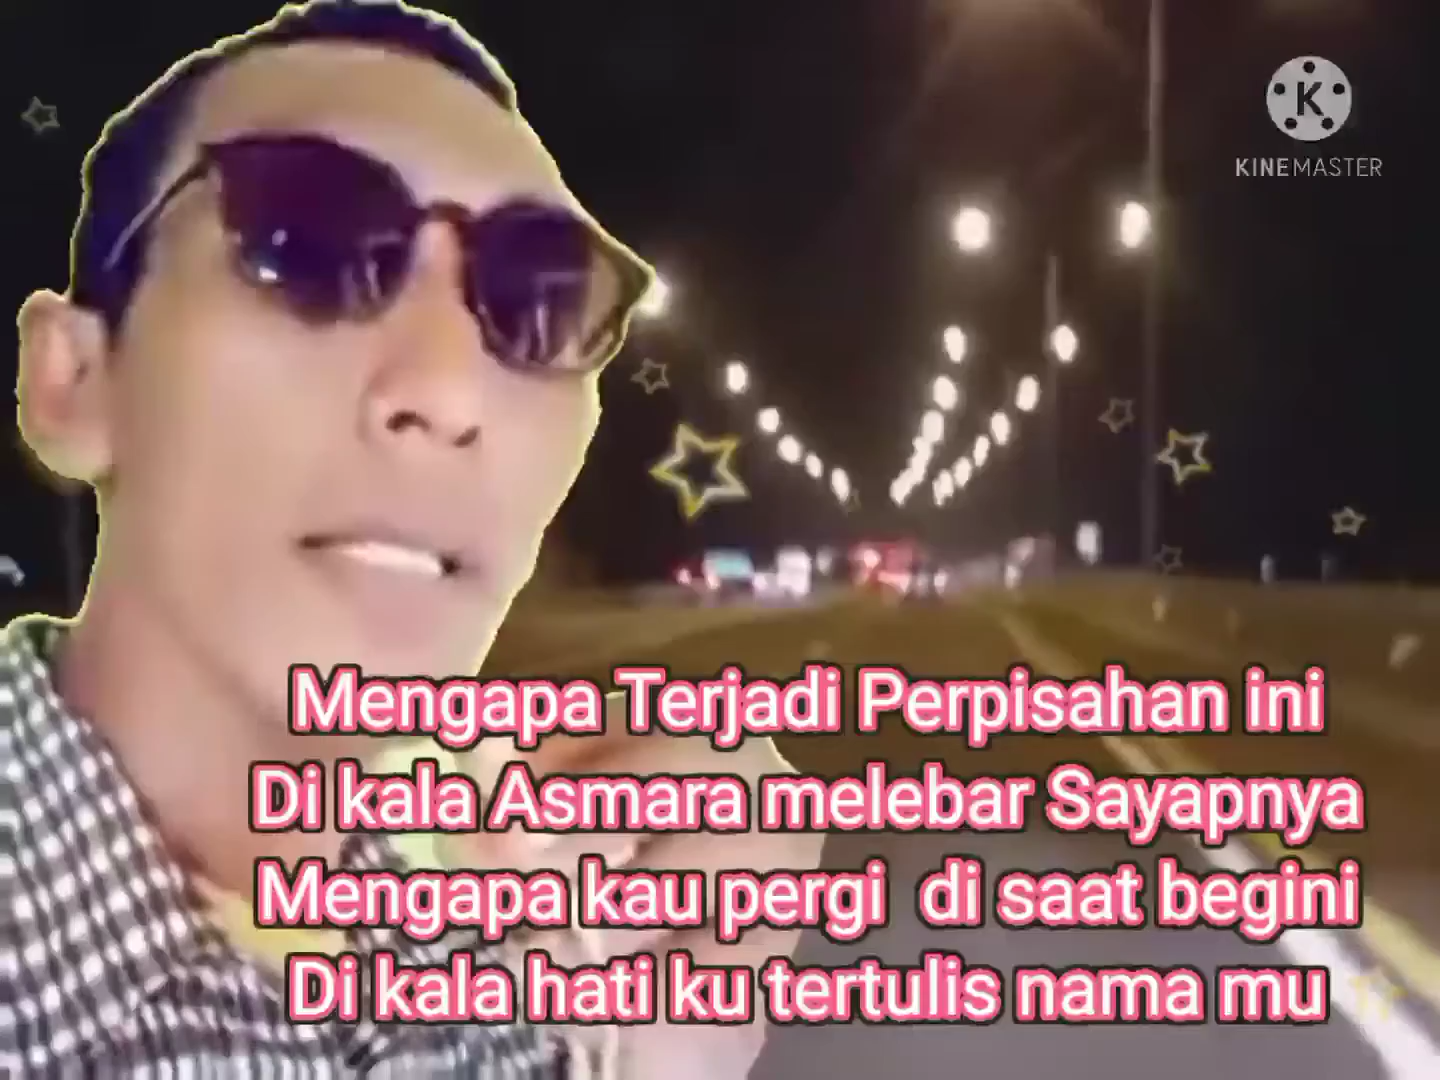 KINEMASTER
Mengapa Terjadi Perpisahan ini
Di kala Asmara melebar Sayapnya
Mengapa kau pergi di saat begini
Di kala hati ku tertulis nama mu